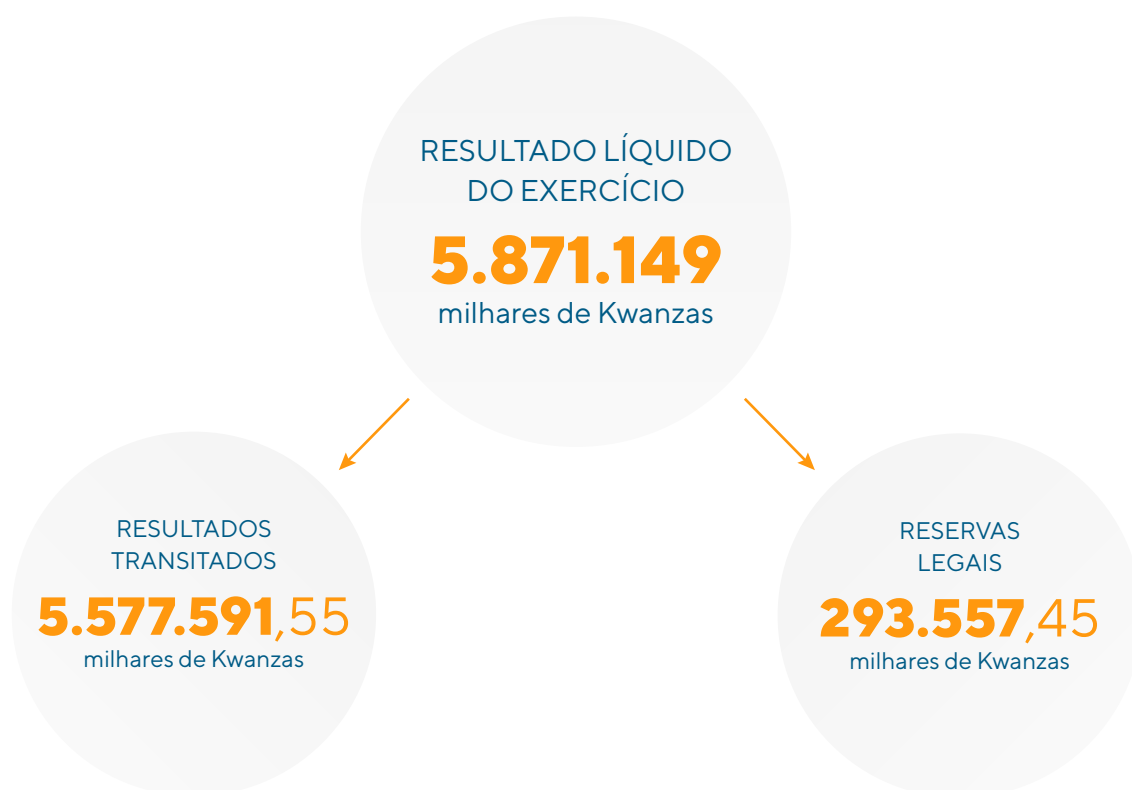 RESULTADO LÍQUIDO
DO EXERCÍCIO
5.871.149
milhares de Kwanzas
RESULTADOS
TRANSITADOS
5.577.591,55
milhares de Kwanzas
RESERVAS
LEGAIS
293.557,45
milhares de Kwanzas